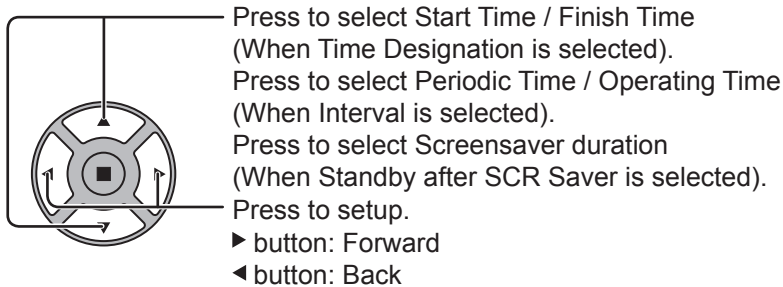 Press to select Start Time / Finish Time
(When Time Designation is selected).
Press to select Periodic Time / Operating Time
(When Interval is selected).
Press to select Screensaver duration
(When Standby after SCR Saver is selected).
Press to setup.
▶ button: Forward
◀ button: Back